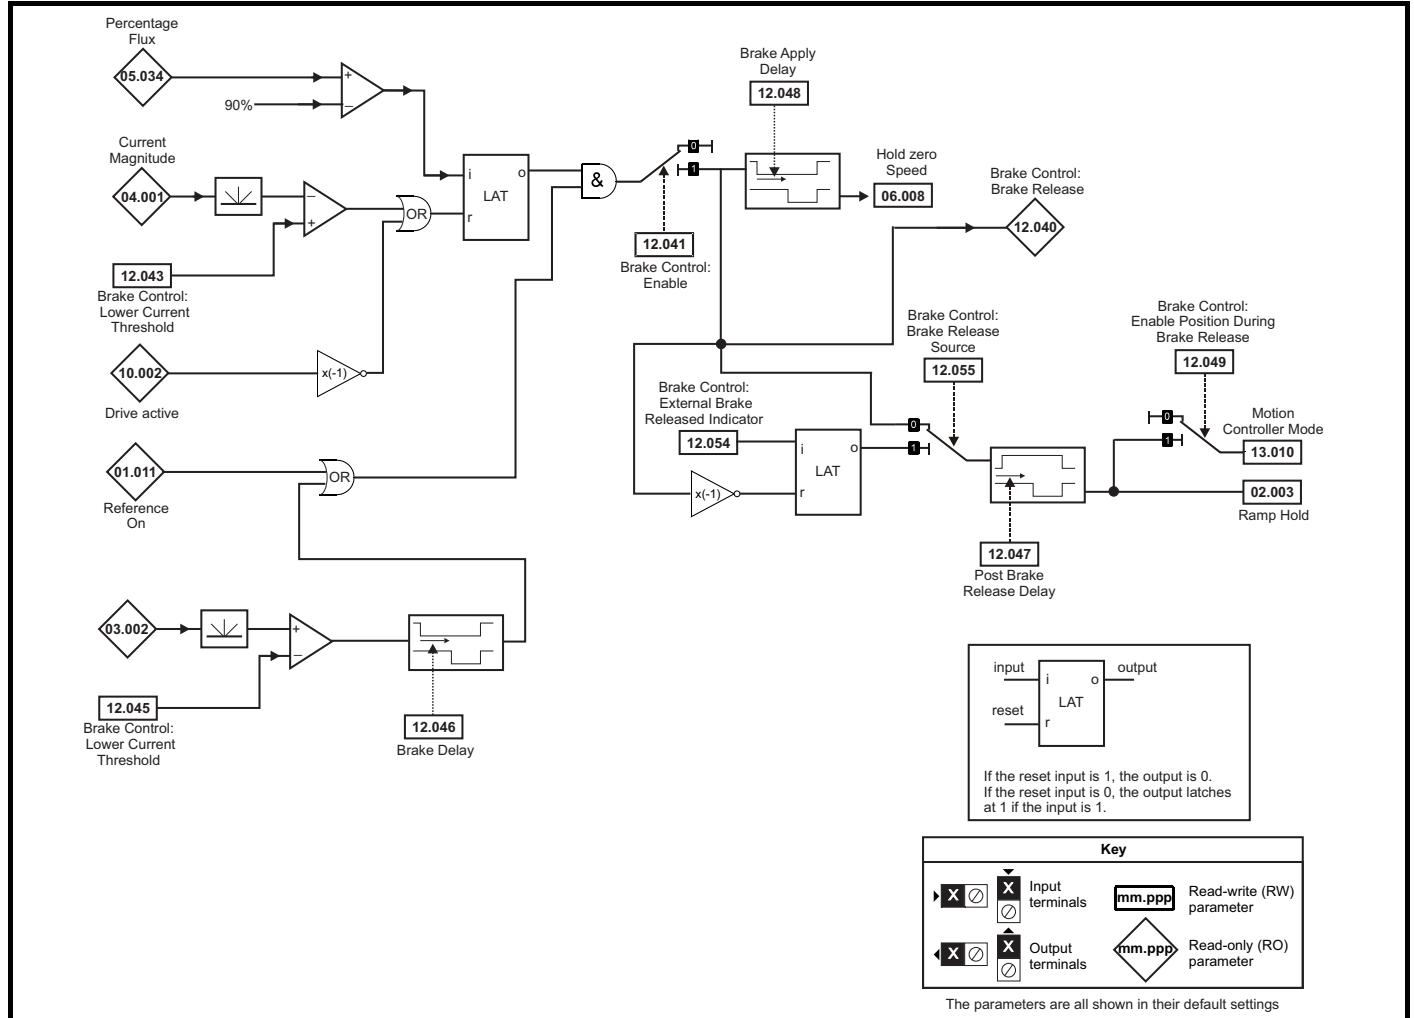 Percentage
Flux
05.034
+
90%
–
Current
Magnitude
04.001
–
+
OR
12.043
Brake Control:
Lower Current
Threshold
10.002
x(-1)
Drive active
01.011
OR
Reference
On
03.002
+
–
12.045
Brake Control:
Lower Current
Threshold
12.046
Brake Delay
i
o
LAT
r
&
0
1
12.041
Brake Control:
Enable
Brake Apply
Delay
12.048
Hold zero
Speed
06.008
Brake Control:
Brake Release
12.040
Brake Control:
External Brake
Released Indicator
12.054
i
o
LAT
r
x(-1)
Brake Control:
Brake Release
Source
12.055
0
1
12.047
Post Brake
Release Delay
Brake Control:
Enable Position During
Brake Release
12.049
0
1
Motion
Controller Mode
13.010
02.003
Ramp Hold
input
output
i
o
LAT
reset
r
If the reset input is 1, the output is 0.
If the reset input is 0, the output latches
at 1 if the input is 1.
Key
X
X
Input
terminals
mm.ppp
Read-write (RW)
parameter
X
X
Output
terminals
mm.ppp
Read-only (RO)
parameter
The parameters are all shown in their default settings